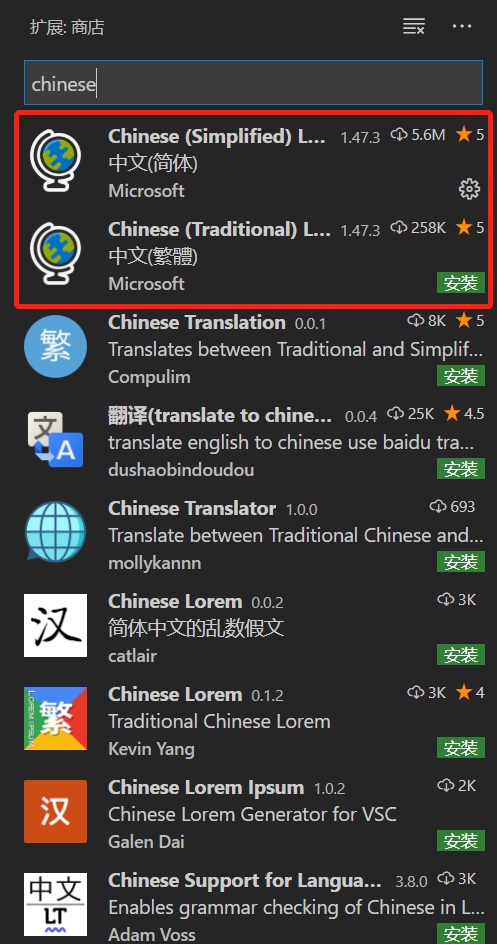 扩展: 商店
chinese
Chinese (Simplified) L... 1.47.3 5.6M 5
中文(简体)
Microsoft
Chinese (Traditional) L... 1.47.3 258K 5
中文(繁體)
Microsoft 安装
繁
Chinese Translation 0.0.1 8K 5
Translates between Traditional and Simplif...
Compulim 安装
文 A
翻译(translate to chine... 0.0.4 25K 4.5
translate english to chinese use baidu tra...
dushaobindoudou 安装
Chinese Translator 1.0.0 693
Translate between Traditional Chinese and...
mollykannn 安装
汉
Chinese Lorem 0.0.2 3K
简体中文的乱数假文
catlair 安装
LOREM IPSUM 繁
Chinese Lorem 0.1.2 3K 4
Traditional Chinese Lorem
Kevin Yang 安装
汉
Chinese Lorem Ipsum 1.0.2 2K
Chinese Lorem Generator for VSC
Galen Dai 安装
中文
LT
Chinese Support for Langua... 3.8.0 3K
Enables grammar checking of Chinese in L...
Adam Voss 安装